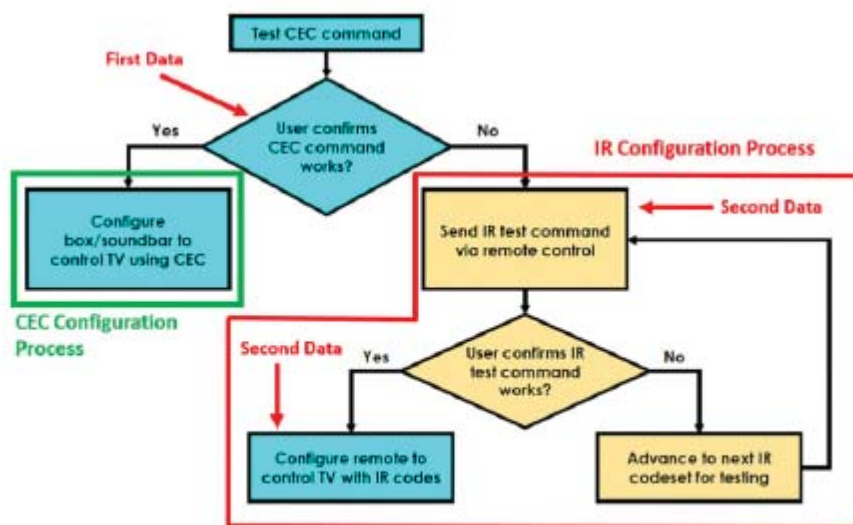 Test CEC command
First Data
User confirms
CEC command
works?
Yes
No
IR Configuration Process
Configure
box/soundbar to
control TV using CEC
Send IR test command
via remote control
Second Data
CEC Configuration
Process
Second Data
User confirms IR
test command
works?
Yes
No
Configure remote to
control TV with IR codes
Advance to next IR
codeset for testing